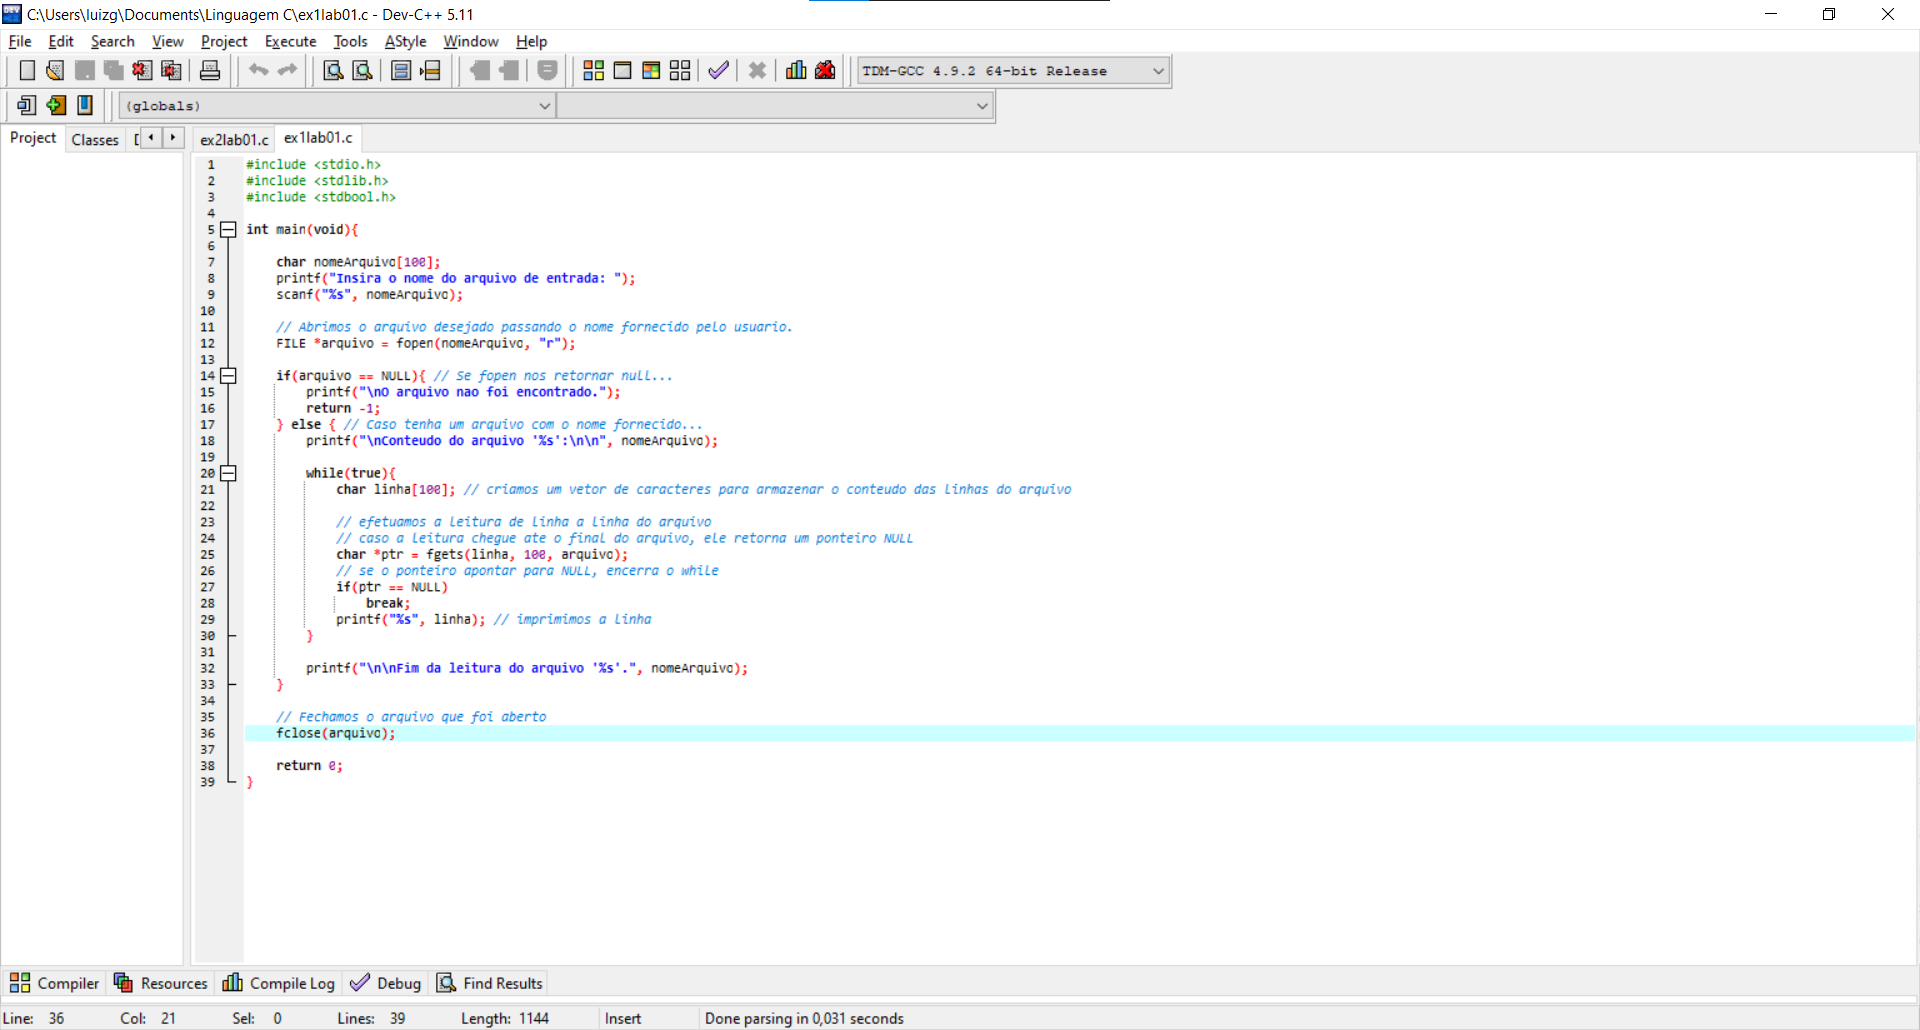 C:\Users\luizg\Documents\Linguagem C\ex1lab01.c - Dev-C++ 5.11
File Edit Search View Project Execute Tools AStyle Window Help
TDM-GCC 4.9.2 64-bit Release
(globals)
Project Classes ex2lab01.c ex1lab01.c
1 #include <stdio.h>
2 #include <stdlib.h>
3 #include <stdbool.h>
4
5 int main(void){
6
7 char nomeArquivo[100];
8 printf("Insira o nome do arquivo de entrada: ");
9 scanf("%s", nomeArquivo);
10
11 // Abrimos o arquivo desejado passando o nome fornecido pelo usuario.
12 FILE *arquivo = fopen(nomeArquivo, "r");
13
14 if(arquivo == NULL){ // Se fopen nos retornar null...
15 printf("\nO arquivo nao foi encontrado.");
16 return -1;
17 } else { // Caso tenha um arquivo com o nome fornecido...
18 printf("\nConteudo do arquivo '%s':\n\n", nomeArquivo);
19
20 while(true){
21 char linha[100]; // criamos um vetor de caracteres para armazenar o conteudo das linhas do arquivo
22
23 // efetuamos a leitura de linha a linha do arquivo
24 // caso a leitura chegue ate o final do arquivo, ele retorna um ponteiro NULL
25 char *ptr = fgets(linha, 100, arquivo);
26 // se o ponteiro apontar para NULL, encerra o while
27 if(ptr == NULL)
28 break;
29 printf("%s", linha); // imprimimos a linha
30 }
31
32 printf("\n\nFim da leitura do arquivo '%s'.", nomeArquivo);
33 }
34
35 // Fechamos o arquivo que foi aberto
36 fclose(arquivo);
37
38 return 0;
39 }
Compiler Resources Compile Log Debug Find Results
Line: 36 Col: 21 Sel: 0 Lines: 39 Length: 1144 Insert Done parsing in 0,031 seconds